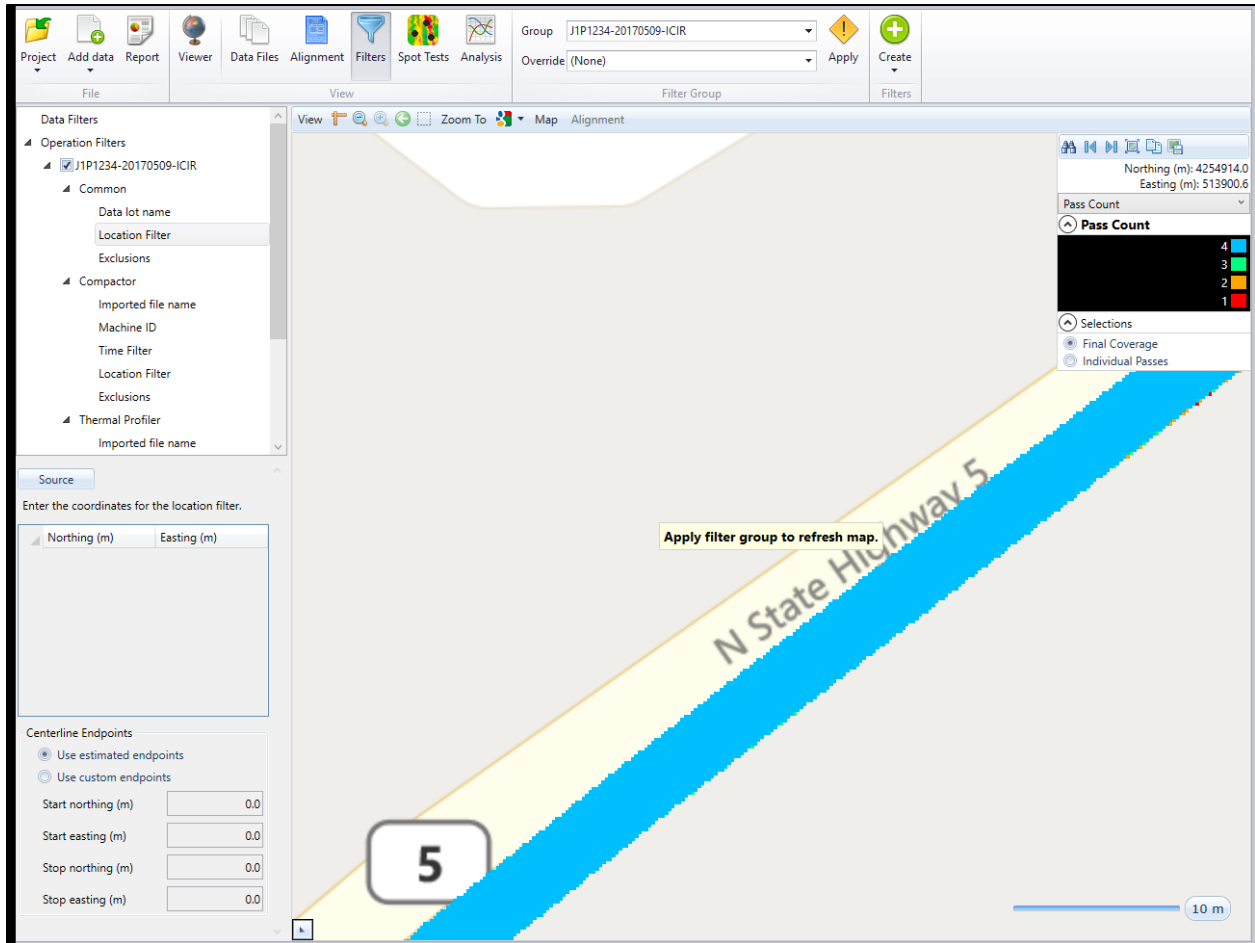 Project
Add data
Report
Viewer
Data Files
Alignment
Filters
Spot Tests
Analysis
Group J1P1234-20170509-ICIR
Override (None)
Apply
Create
File
View
Filter Group
Filters
Data Filters
Operation Filters
J1P1234-20170509-ICIR
Common
Data lot name
Location Filter
Exclusions
Compactor
Imported file name
Machine ID
Time Filter
Location Filter
Exclusions
Thermal Profiler
Imported file name
Source
Enter the coordinates for the location filter.
Northing (m) Easting (m)
Centerline Endpoints
Use estimated endpoints
Use custom endpoints
Start northing (m) 0.0
Start easting (m) 0.0
Stop northing (m) 0.0
Stop easting (m) 0.0
View Zoom To Map Alignment
Northing (m): 4254914.0
Easting (m): 513900.6
Pass Count
Pass Count
4
3
2
1
Selections
Final Coverage
Individual Passes
Apply filter group to refresh map.
N State Highway 5
5
10 m